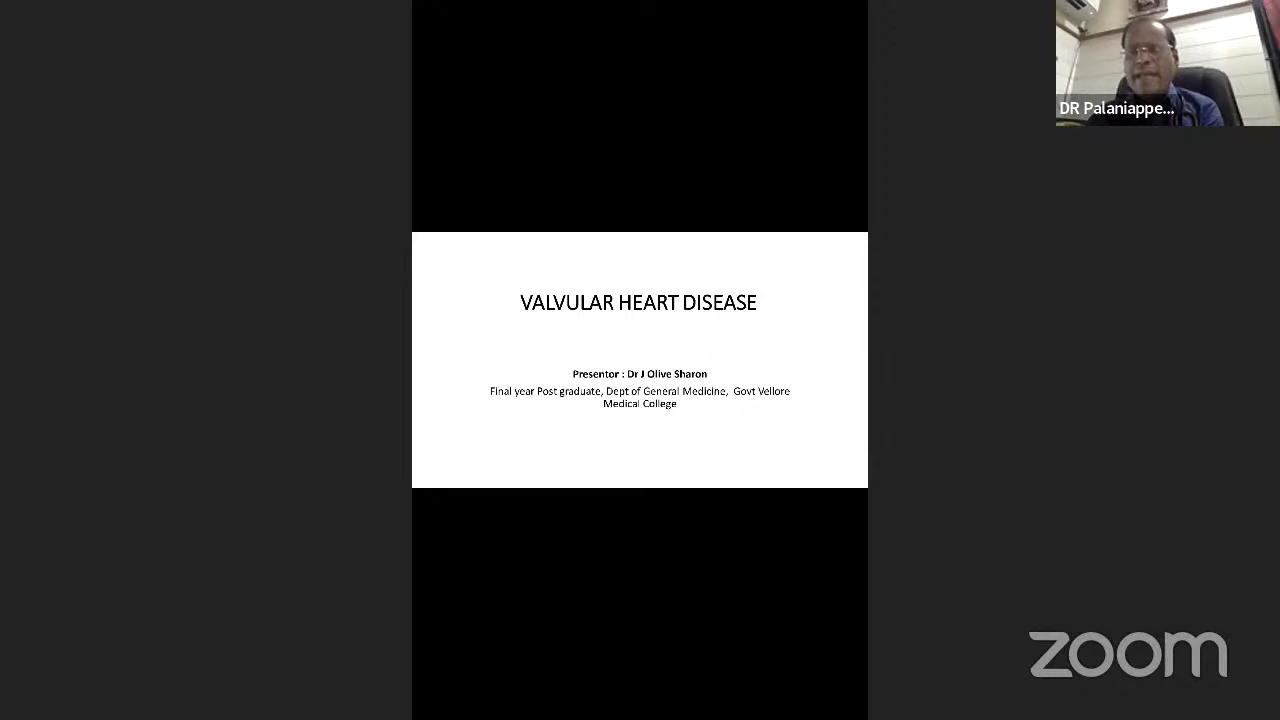 DR Palaniappe...
VALVULAR HEART DISEASE
Presenter : Dr J Olive Sharon
Final year Post graduate, Dept of General Medicine, Govt Vellore
Medical College
zoom